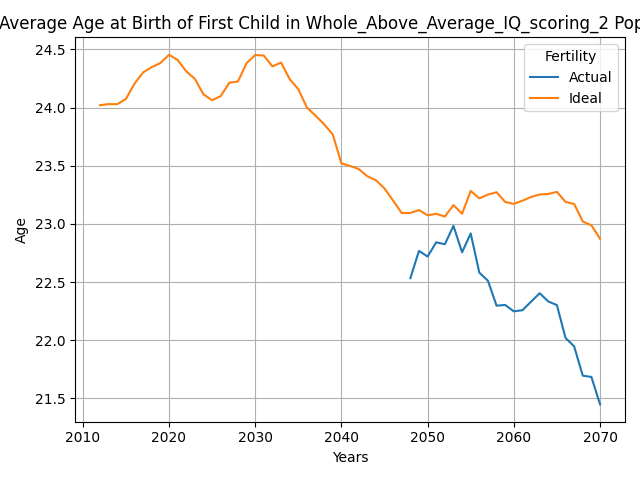 Average Age at Birth of First Child in Whole_Above_Average_IQ_scoring_2 Pop
Fertility
Actual
Ideal
24.5
24.0
23.5
23.0
22.5
22.0
21.5
Age
2010 2020 2030 2040 2050 2060 2070
Years